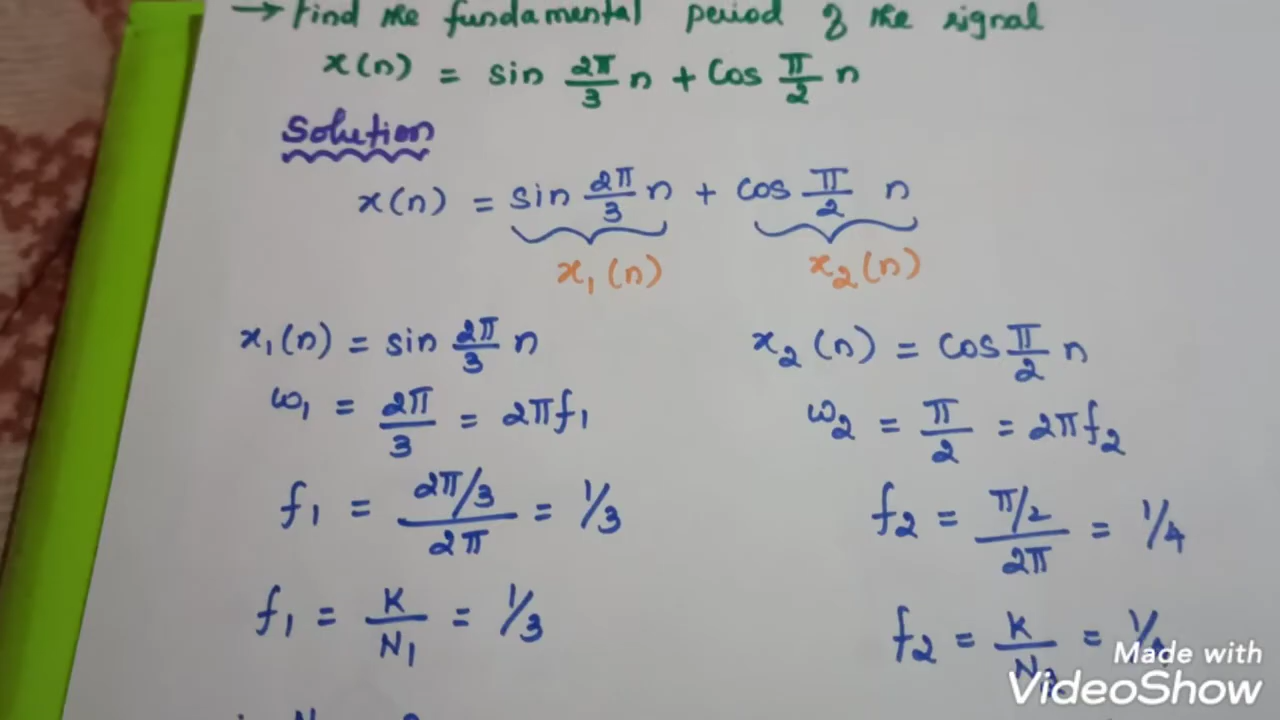 → Find the fundamental period of the signal
x(n) = sin 2π/3 n + Cos π/2 n
Solution
x(n) = sin 2π/3 n + cos π/2 n
x₁(n) x₂(n)
x₁(n) = sin 2π/3 n
ω₁ = 2π/3 = 2πf₁
f₁ = 2π/3 / 2π = 1/3
f₁ = K/N₁ = 1/3
x₂(n) = cos π/2 n
ω₂ = π/2 = 2πf₂
f₂ = π/2 / 2π = 1/4
f₂ = K/N₂ = 1/4
Made with
VideoShow